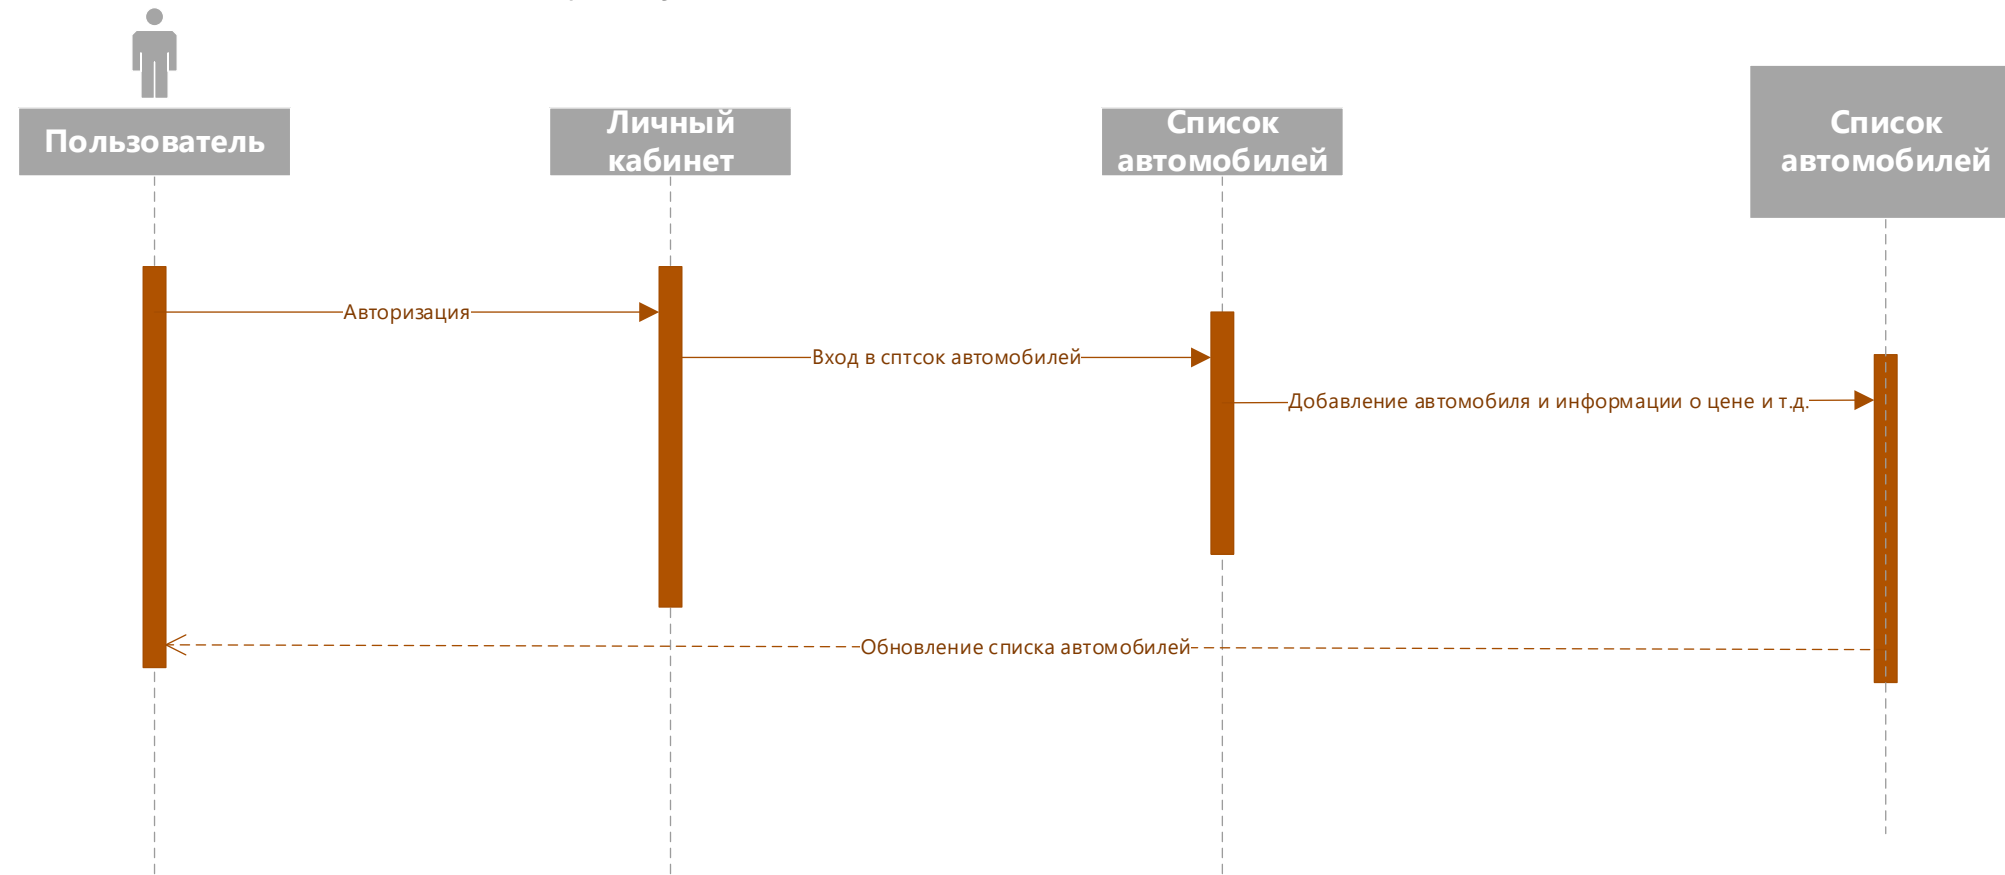 Пользователь
Личный
кабинет
Список
автомобилей
Список
автомобилей
Авторизация
Вход в сптсок автомобилей
Добавление автомобиля и информации о цене и т.д.
Обновление списка автомобилей